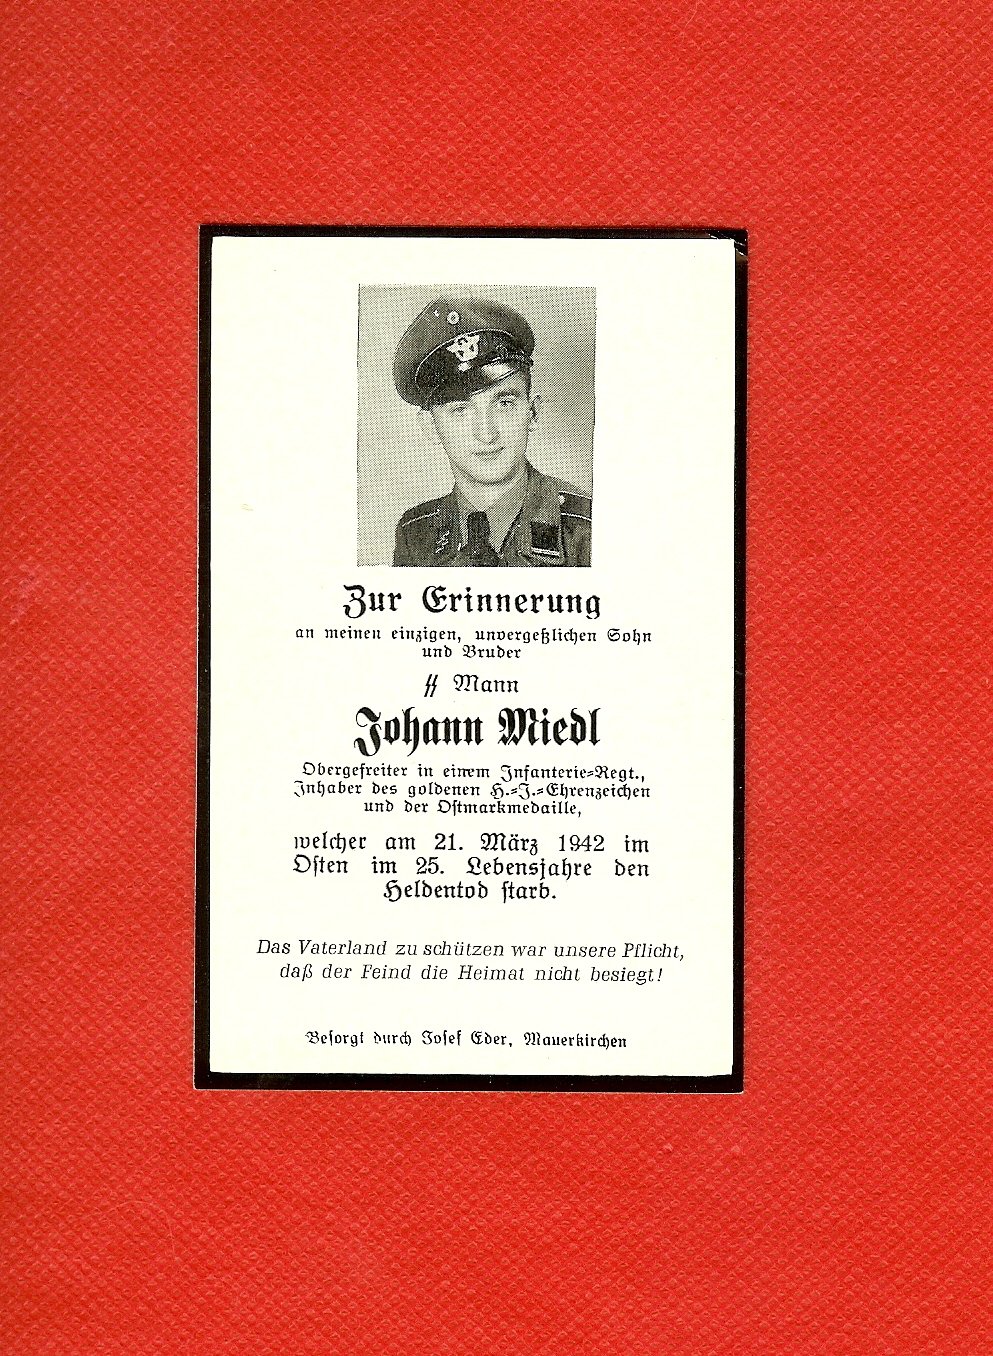 Zur Erinnerung
an meinen einzigen, unvergeßlichen Sohn
und Bruder
ϟϟ Mann
Johann Miedl
Obergefreiter in einem Infanterie=Regt.,
Inhaber des goldenen H.=J.=Ehrenzeichen
und der Ostmarkmedaille,
welcher am 21. März 1942 im
Osten im 25. Lebensjahre den
Heldentod starb.
Das Vaterland zu schützen war unsere Pflicht,
daß der Feind die Heimat nicht besiegt!
Besorgt durch Josef Eder, Mauerkirchen